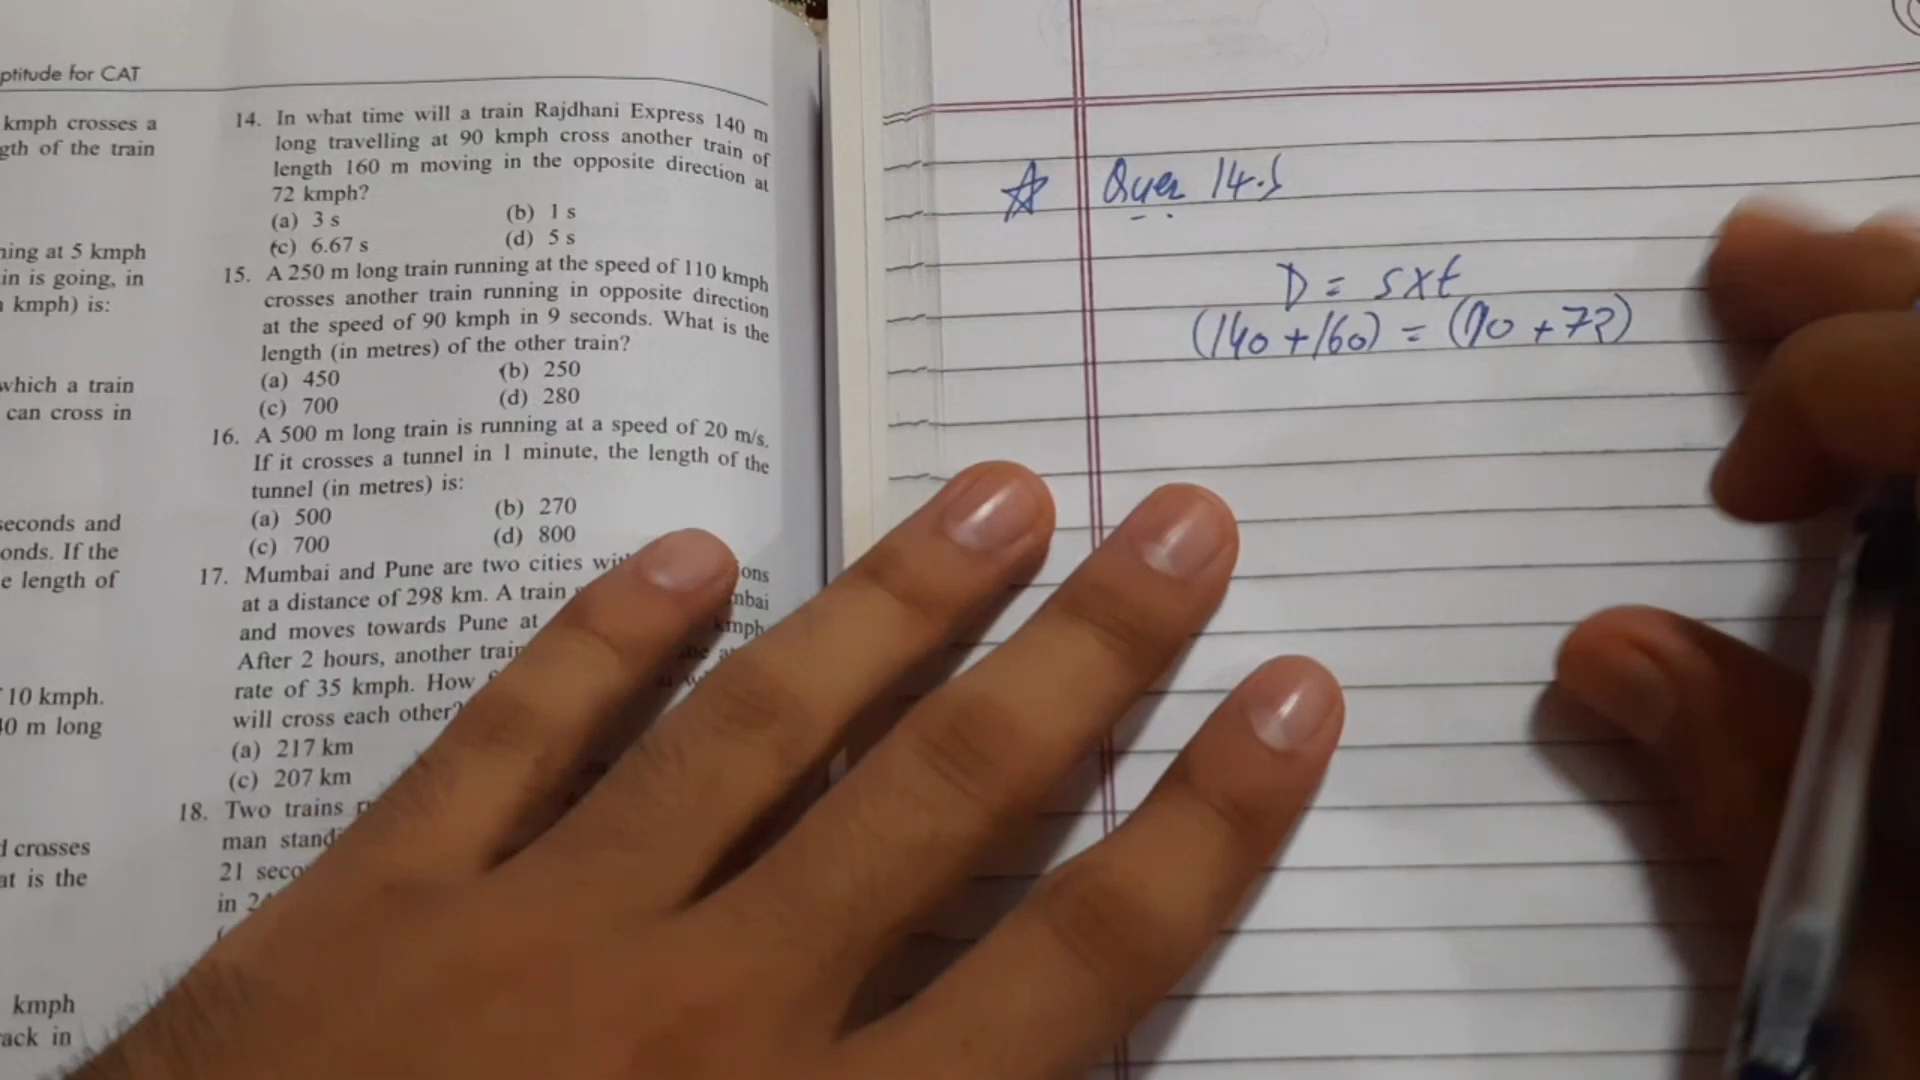 ptitude for CAT
kmph crosses a
gth of the train
ning at 5 kmph
in is going, in
kmph) is:
which a train
can cross in
seconds and
onds. If the
e length of
10 kmph.
40 m long
d crosses
at is the
kmph
ack in
14. In what time will a train Rajdhani Express 140 m
long travelling at 90 kmph cross another train of
length 160 m moving in the opposite direction at
72 kmph?
(a) 3 s (b) 1 s
(c) 6.67 s (d) 5 s
15. A 250 m long train running at the speed of 110 kmph
crosses another train running in opposite direction
at the speed of 90 kmph in 9 seconds. What is the
length (in metres) of the other train?
(a) 450 (b) 250
(c) 700 (d) 280
16. A 500 m long train is running at a speed of 20 m/s.
If it crosses a tunnel in 1 minute, the length of the
tunnel (in metres) is:
(a) 500 (b) 270
(c) 700 (d) 800
17. Mumbai and Pune are two cities wit ons
at a distance of 298 km. A train mbai
and moves towards Pune at kmph.
After 2 hours, another train
rate of 35 kmph. How
will cross each other?
(a) 217 km
(c) 207 km
18. Two trains
man stand
21 seco
in 2
D = s x t
(140 + 160) = (90 + 72)